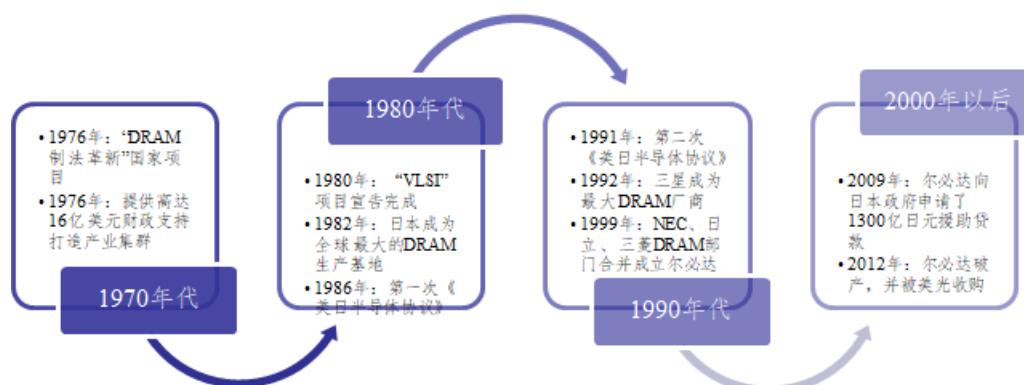 • 1976年：“DRAM
制法革新”国家项
目
• 1976年：提供高达
16亿美元财政支持
打造产业集群
1970年代
1980年代
• 1980年：“VLSI”
项目宣告完成
• 1982年：日本成为
全球最大的DRAM
生产基地
• 1986年：第一次《
美日半导体协议》
• 1991年：第二次
《美日半导体协议》
• 1992年：三星成为
最大DRAM厂商
• 1999年：NEC、日
立、三菱DRAM部
门合并成立尔必达
1990年代
2000年以后
• 2009年：尔必达向
日本政府申请了
1300亿日元援助贷
款
• 2012年：尔必达破
产，并被美光收购